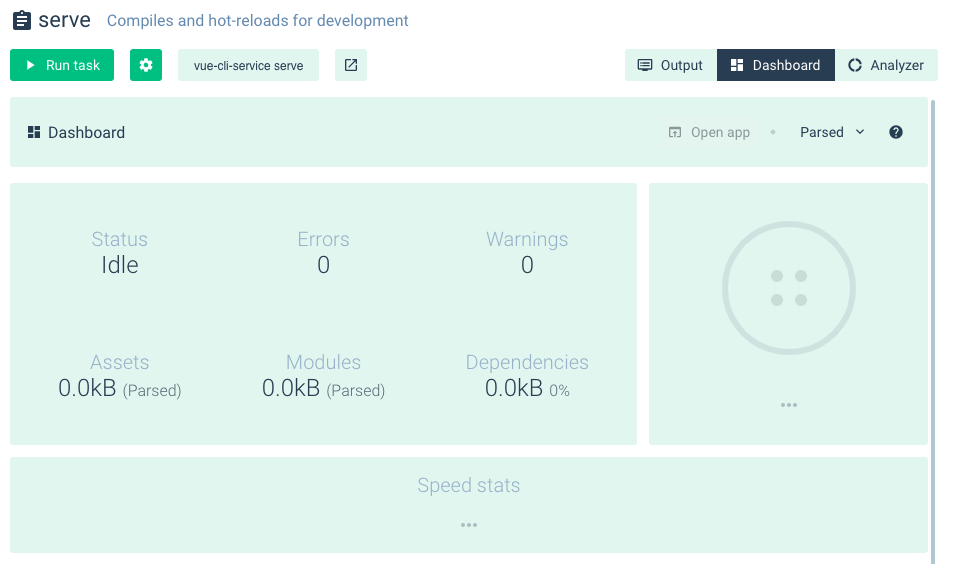 serve Compiles and hot-reloads for development
Run task vue-cli-service serve Output Dashboard Analyzer
Dashboard Open app Parsed ?
Status Errors Warnings
Idle 0 0
Assets Modules Dependencies
0.0kB (Parsed) 0.0kB (Parsed) 0.0kB 0%
Speed stats